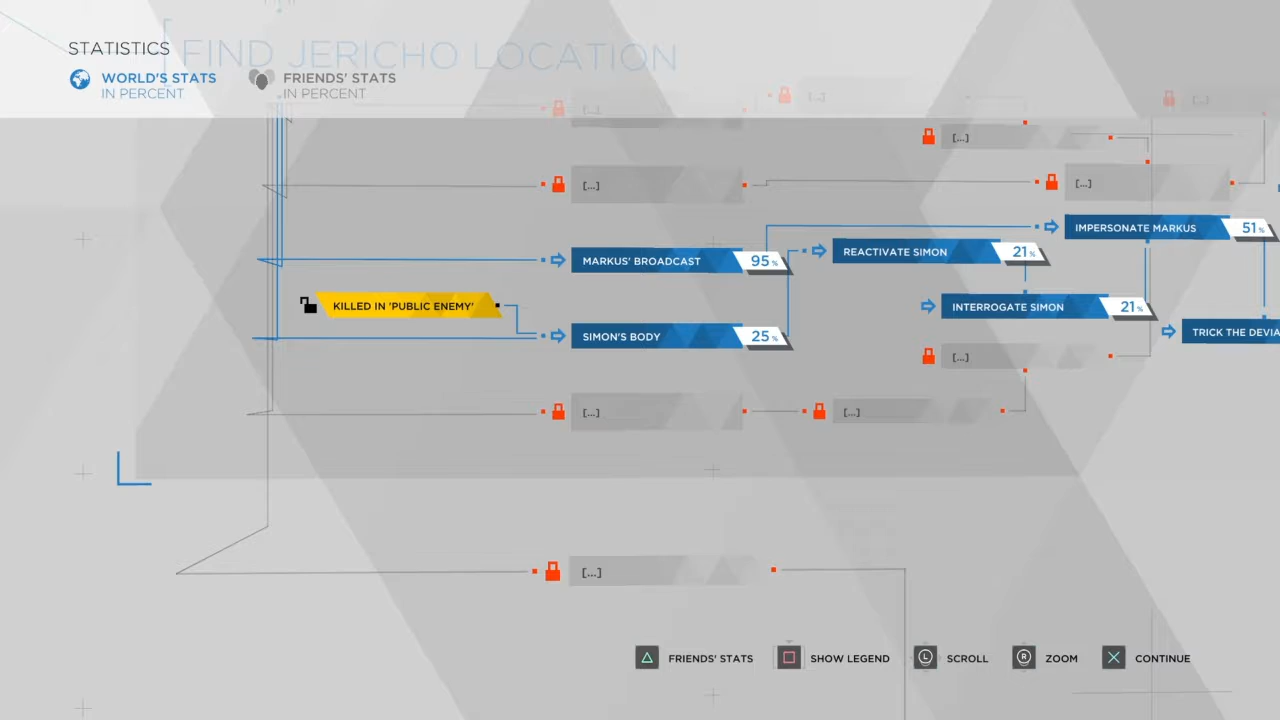 STATISTICS
FIND JERICHO LOCATION
WORLD'S STATS
IN PERCENT
FRIENDS' STATS
IN PERCENT
[...]
[...]
[...]
[...]
[...]
[...]
IMPERSONATE MARKUS 51%
REACTIVATE SIMON 21%
MARKUS' BROADCAST 95%
KILLED IN 'PUBLIC ENEMY'
INTERROGATE SIMON 21%
TRICK THE DEVIA
SIMON'S BODY 25%
[...]
[...]
[...]
[...]
FRIENDS' STATS
SHOW LEGEND
L
SCROLL
R
ZOOM
CONTINUE